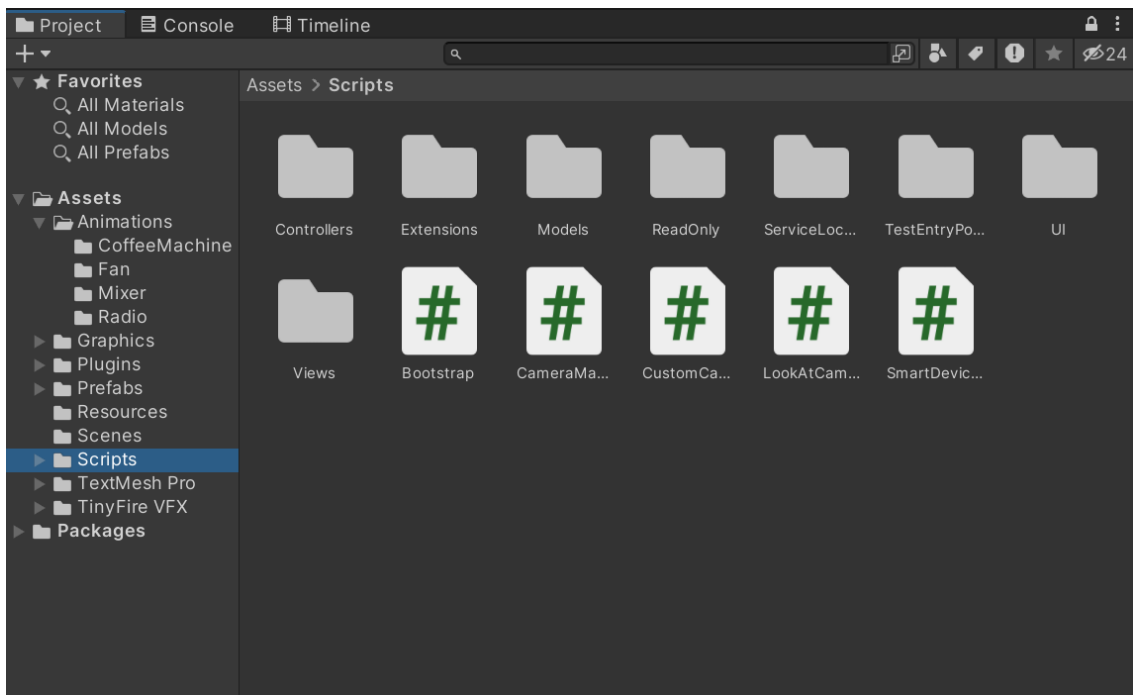 Project Console Timeline
24
Favorites
All Materials
All Models
All Prefabs
Assets
Animations
CoffeeMachine
Fan
Mixer
Radio
Graphics
Plugins
Prefabs
Resources
Scenes
Scripts
TextMesh Pro
TinyFire VFX
Packages
Assets > Scripts
Controllers Extensions Models ReadOnly ServiceLoc... TestEntryPo... UI
Views Bootstrap CameraMa... CustomCa... LookAtCam... SmartDevic...